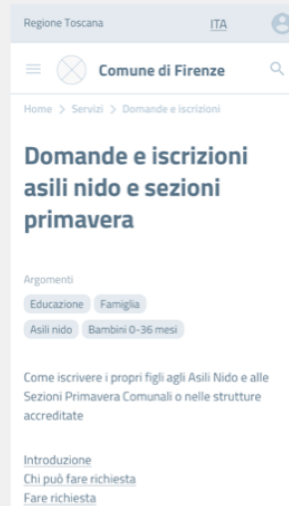 Regione Toscana ITA
Comune di Firenze
Home > Servizi > Domande e iscrizioni
Domande e iscrizioni
asili nido e sezioni
primavera
Argomenti
Educazione Famiglia
Asili nido Bambini 0-36 mesi
Come iscrivere i propri figli agli Asili Nido e alle
Sezioni Primavera Comunali o nelle strutture
accreditate
Introduzione
Chi può fare richiesta
Fare richiesta